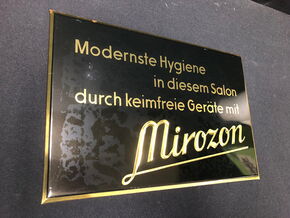 Modernste Hygiene
in diesem Salon
durch keimfreie Geräte mit
Mirozon